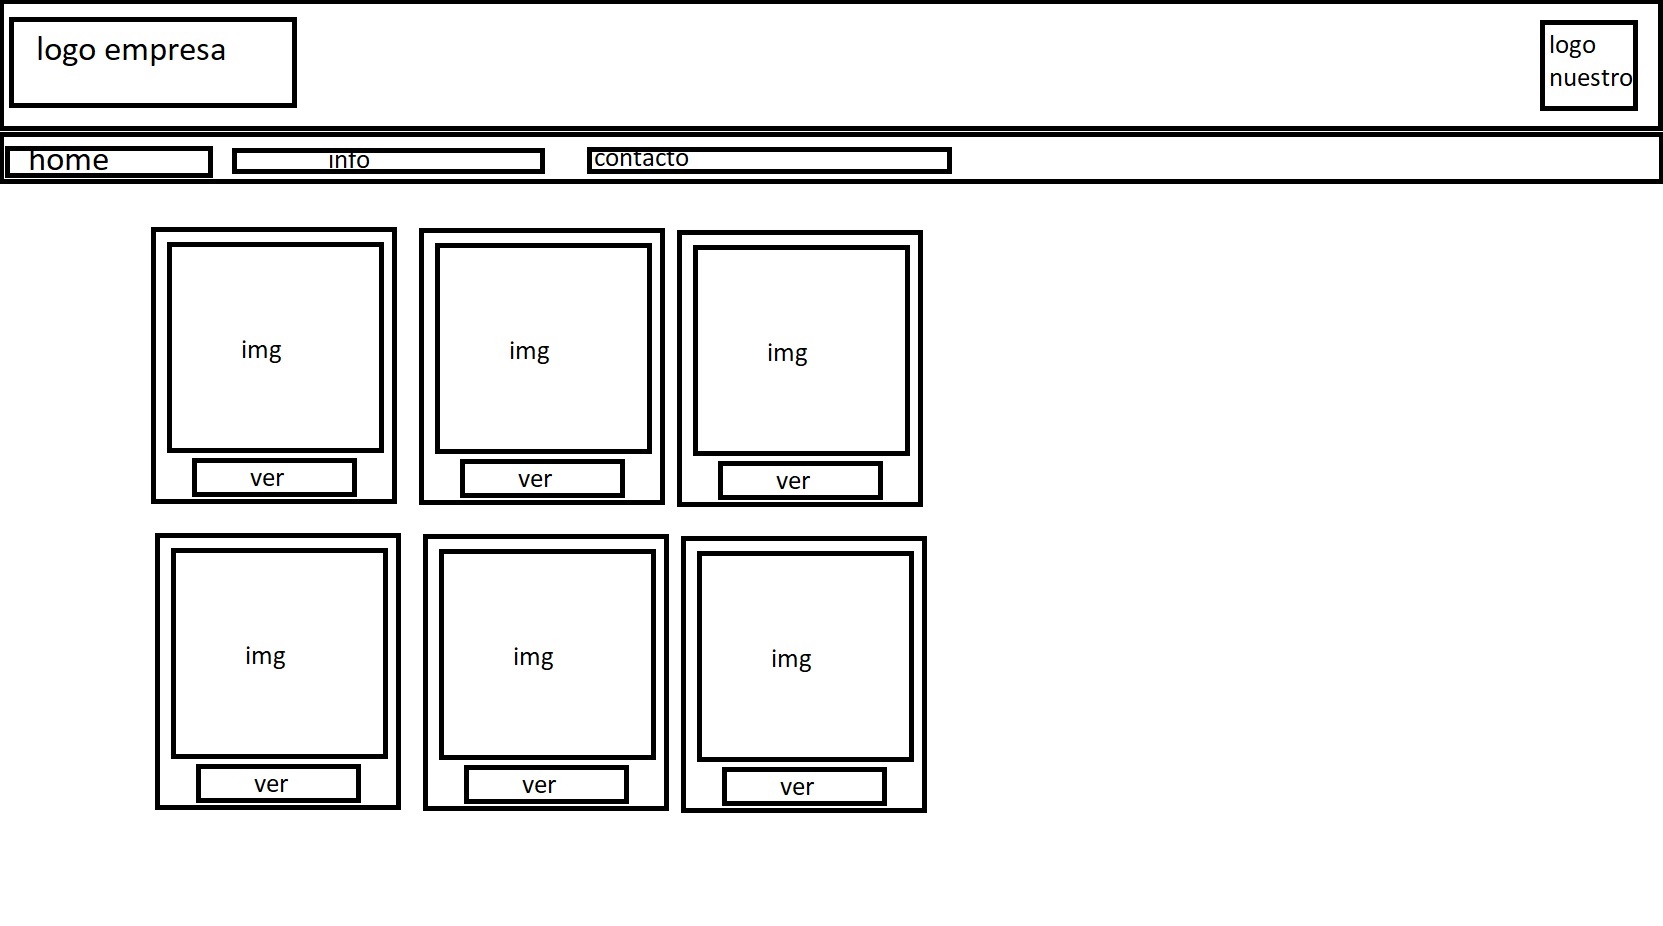 logo empresa
logo
nuestro
home
info
contacto
img
img
img
ver
ver
ver
img
img
img
ver
ver
ver